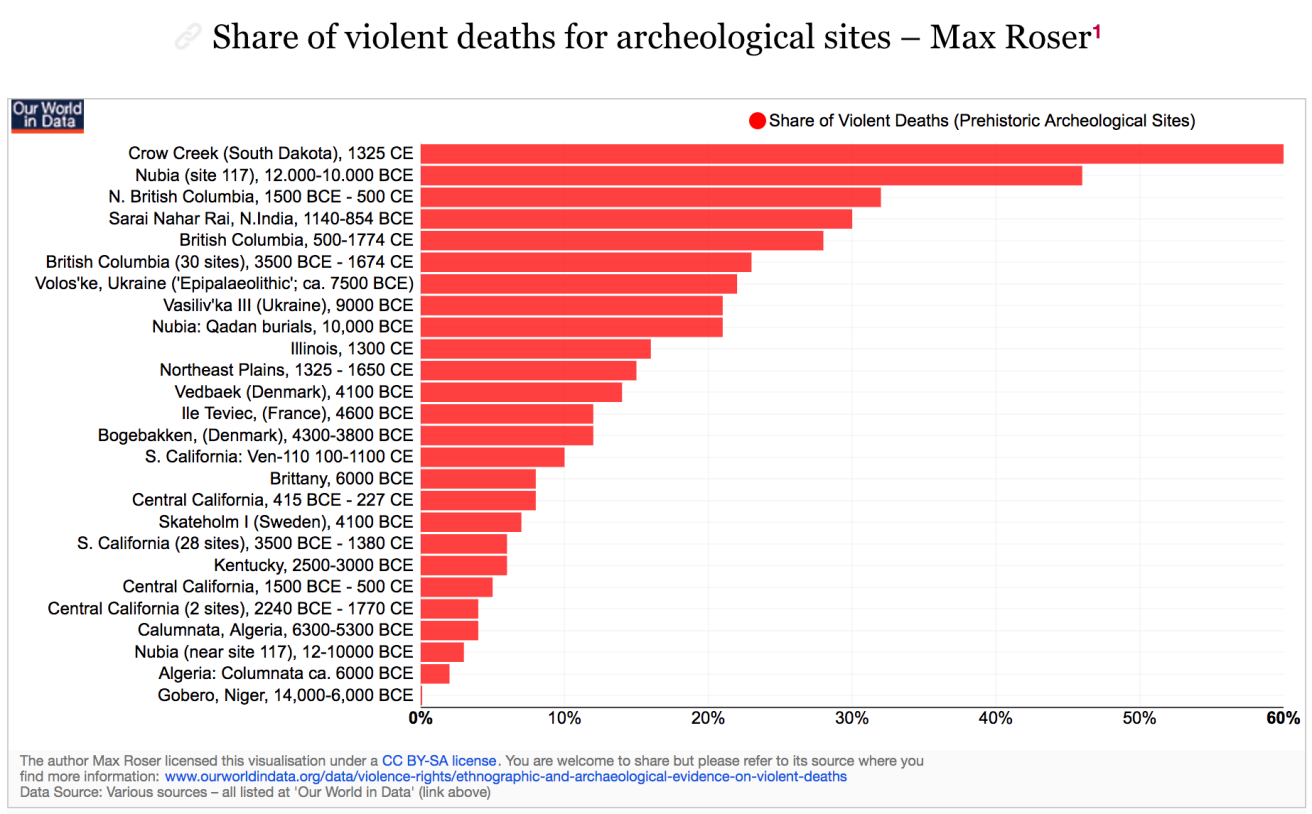 Share of violent deaths for archeological sites – Max Roser¹
Our World
in Data
Share of Violent Deaths (Prehistoric Archeological Sites)
Crow Creek (South Dakota), 1325 CE
Nubia (site 117), 12.000-10.000 BCE
N. British Columbia, 1500 BCE - 500 CE
Sarai Nahar Rai, N.India, 1140-854 BCE
British Columbia, 500-1774 CE
British Columbia (30 sites), 3500 BCE - 1674 CE
Volos'ke, Ukraine ('Epipalaeolithic'; ca. 7500 BCE)
Vasiliv'ka III (Ukraine), 9000 BCE
Nubia: Qadan burials, 10,000 BCE
Illinois, 1300 CE
Northeast Plains, 1325 - 1650 CE
Vedbaek (Denmark), 4100 BCE
Ile Teviec, (France), 4600 BCE
Bogebakken, (Denmark), 4300-3800 BCE
S. California: Ven-110 100-1100 CE
Brittany, 6000 BCE
Central California, 415 BCE - 227 CE
Skateholm I (Sweden), 4100 BCE
S. California (28 sites), 3500 BCE - 1380 CE
Kentucky, 2500-3000 BCE
Central California, 1500 BCE - 500 CE
Central California (2 sites), 2240 BCE - 1770 CE
Calumnata, Algeria, 6300-5300 BCE
Nubia (near site 117), 12-10000 BCE
Algeria: Columnata ca. 6000 BCE
Gobero, Niger, 14,000-6,000 BCE
0% 10% 20% 30% 40% 50% 60%
The author Max Roser licensed this visualisation under a CC BY-SA license. You are welcome to share but please refer to its source where you
find more information: www.ourworldindata.org/data/violence-rights/ethnographic-and-archaeological-evidence-on-violent-deaths
Data Source: Various sources – all listed at 'Our World in Data' (link above)